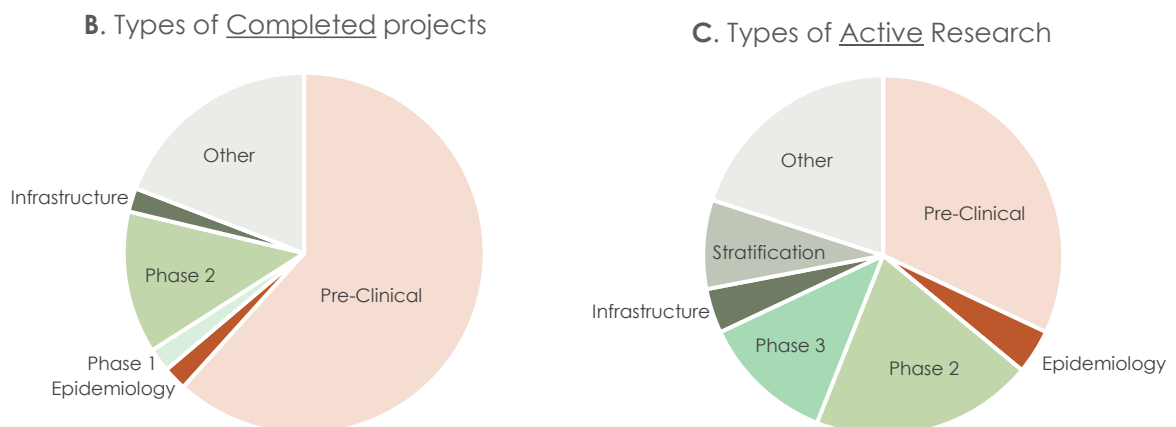 B. Types of Completed projects
Other
Infrastructure
Phase 2
Pre-Clinical
Phase 1
Epidemiology
C. Types of Active Research
Other
Pre-Clinical
Stratification
Infrastructure
Phase 3
Phase 2
Epidemiology